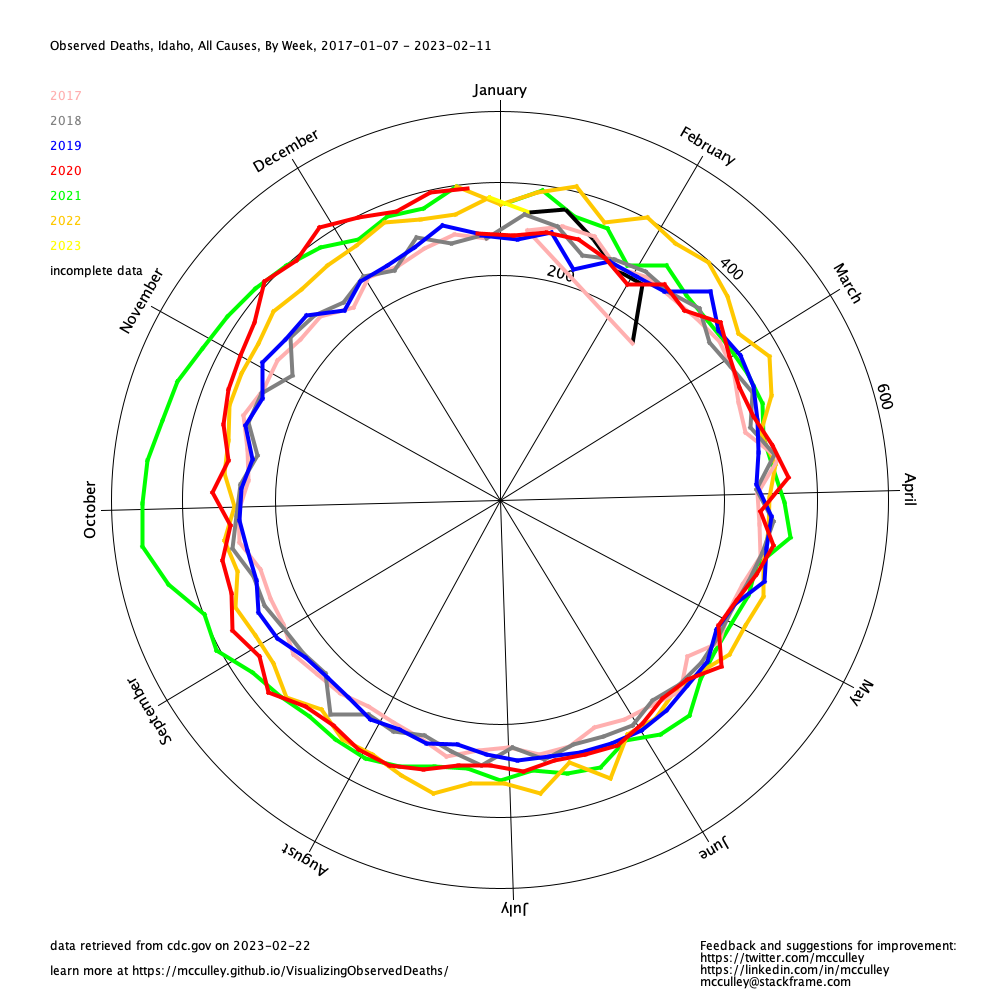 Observed Deaths, Idaho, All Causes, By Week, 2017-01-07 - 2023-02-11
January
2017
2018
2019
2020
2021
2022
2023
incomplete data
December
February
November
March
200
400
600
October
April
September
May
August
June
July
data retrieved from cdc.gov on 2023-02-22
learn more at https://mcculley.github.io/VisualizingObservedDeaths/
Feedback and suggestions for improvement:
https://twitter.com/mcculley
https://linkedin.com/in/mcculley
mcculley@stackframe.com